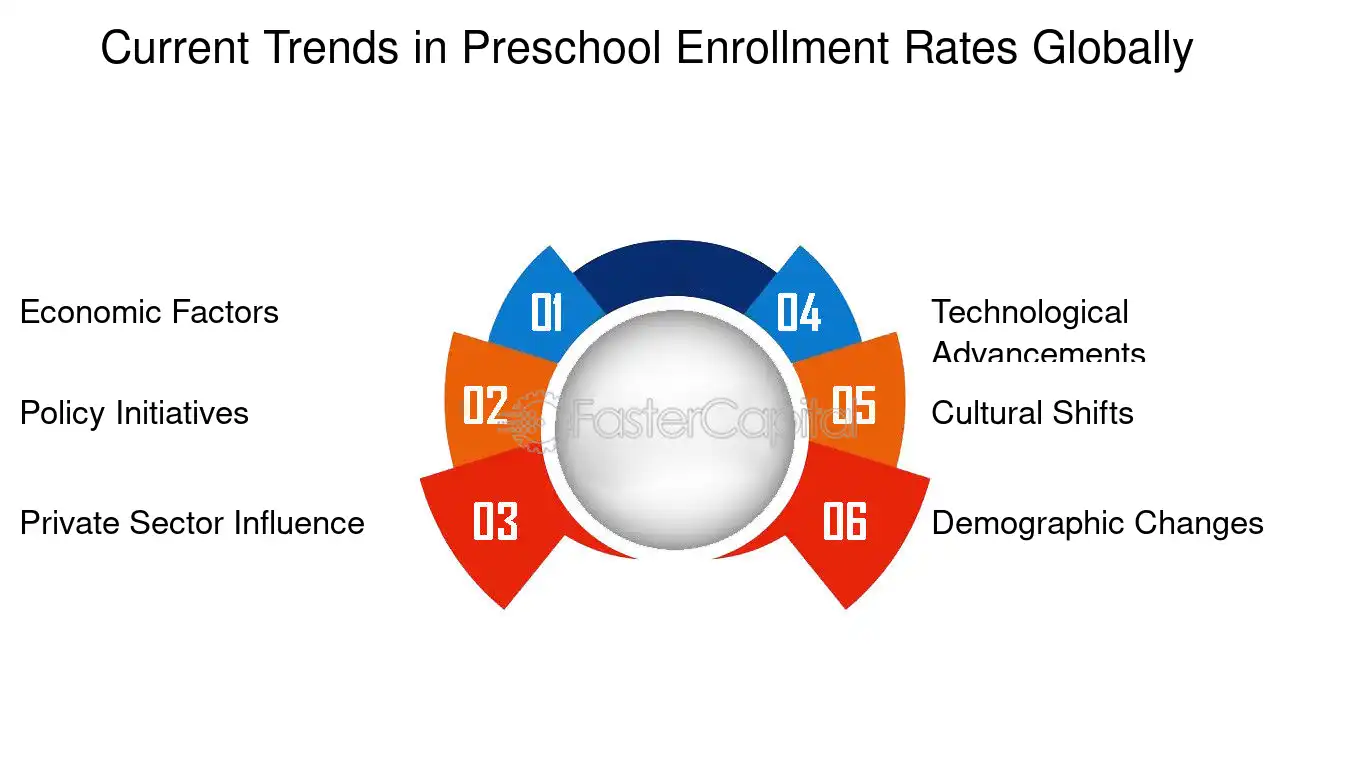 Current Trends in Preschool Enrollment Rates Globally
Economic Factors
01
Policy Initiatives
02
Private Sector Influence
03
04
Technological
Advancements
05
Cultural Shifts
06
Demographic Changes
FasterCapital